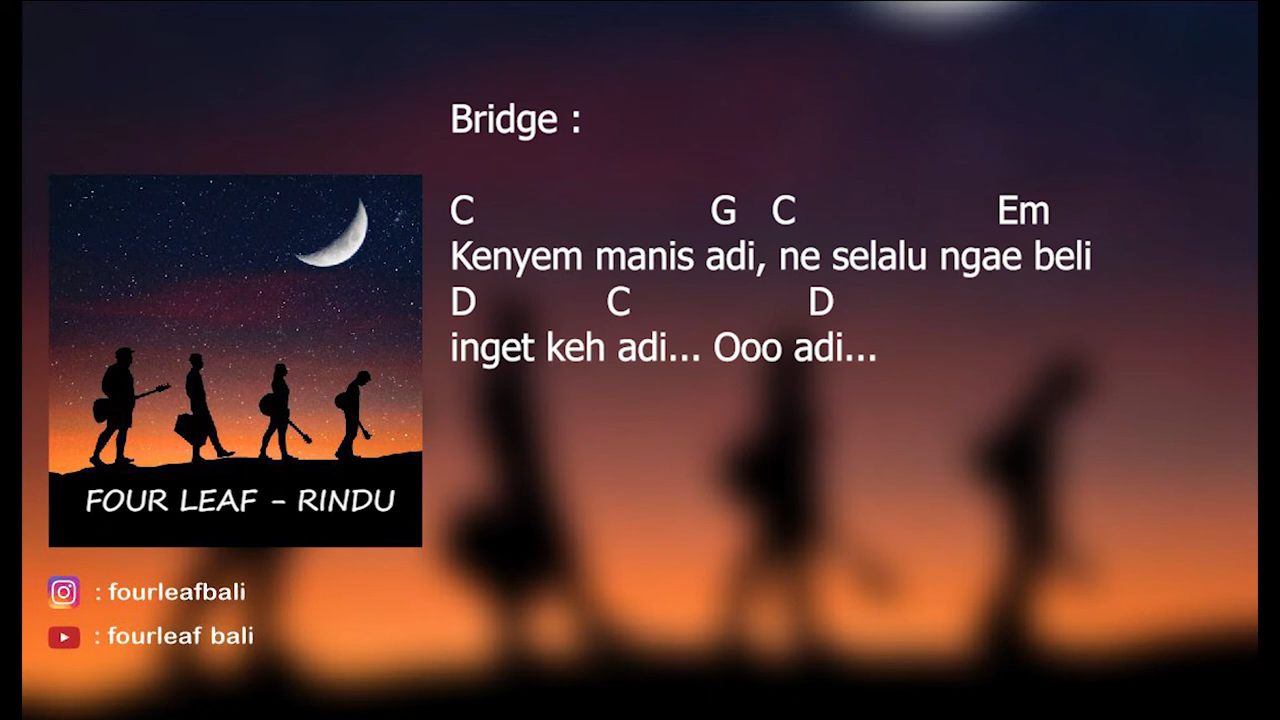 Bridge :
C G C Em
Kenyem manis adi, ne selalu ngae beli
D C D
inget keh adi... Ooo adi...
FOUR LEAF - RINDU
: fourleafbali
: fourleaf bali